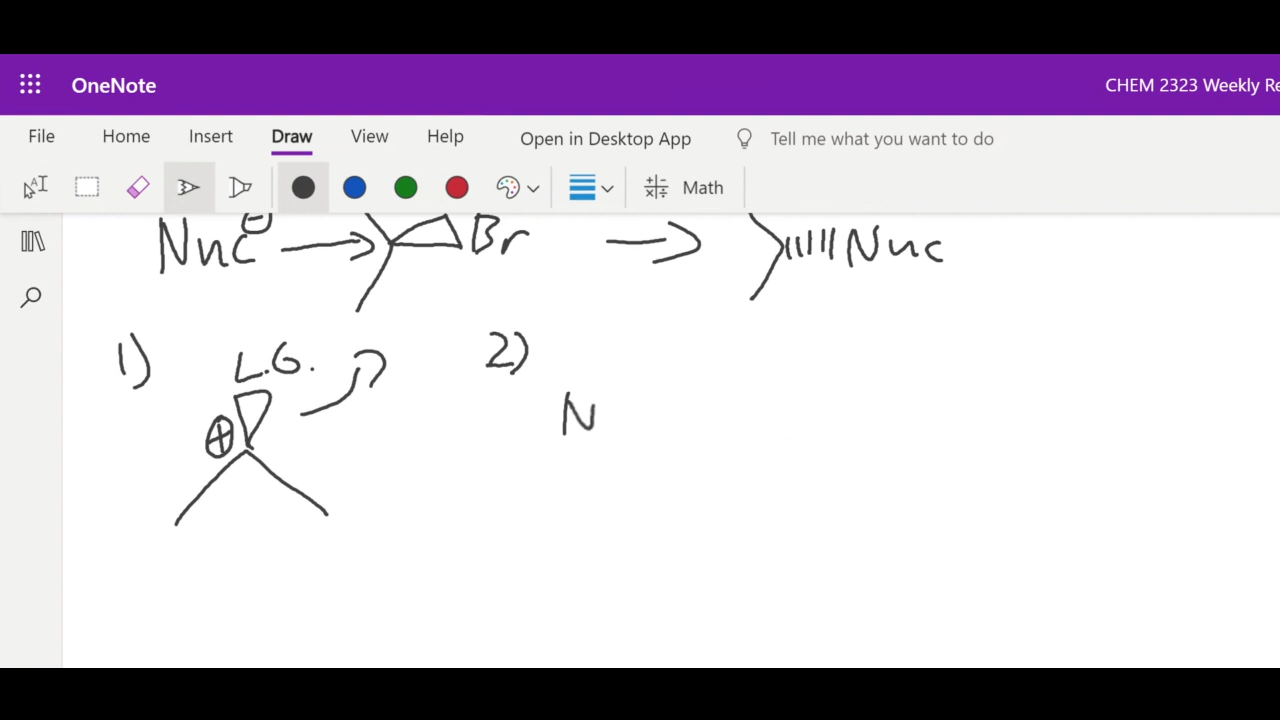 OneNote
CHEM 2323 Weekly Re
File Home Insert Draw View Help Open in Desktop App Tell me what you want to do
Math
Nuc⊖ → Br → Nuc
1) L.G. 2)
⊕ N